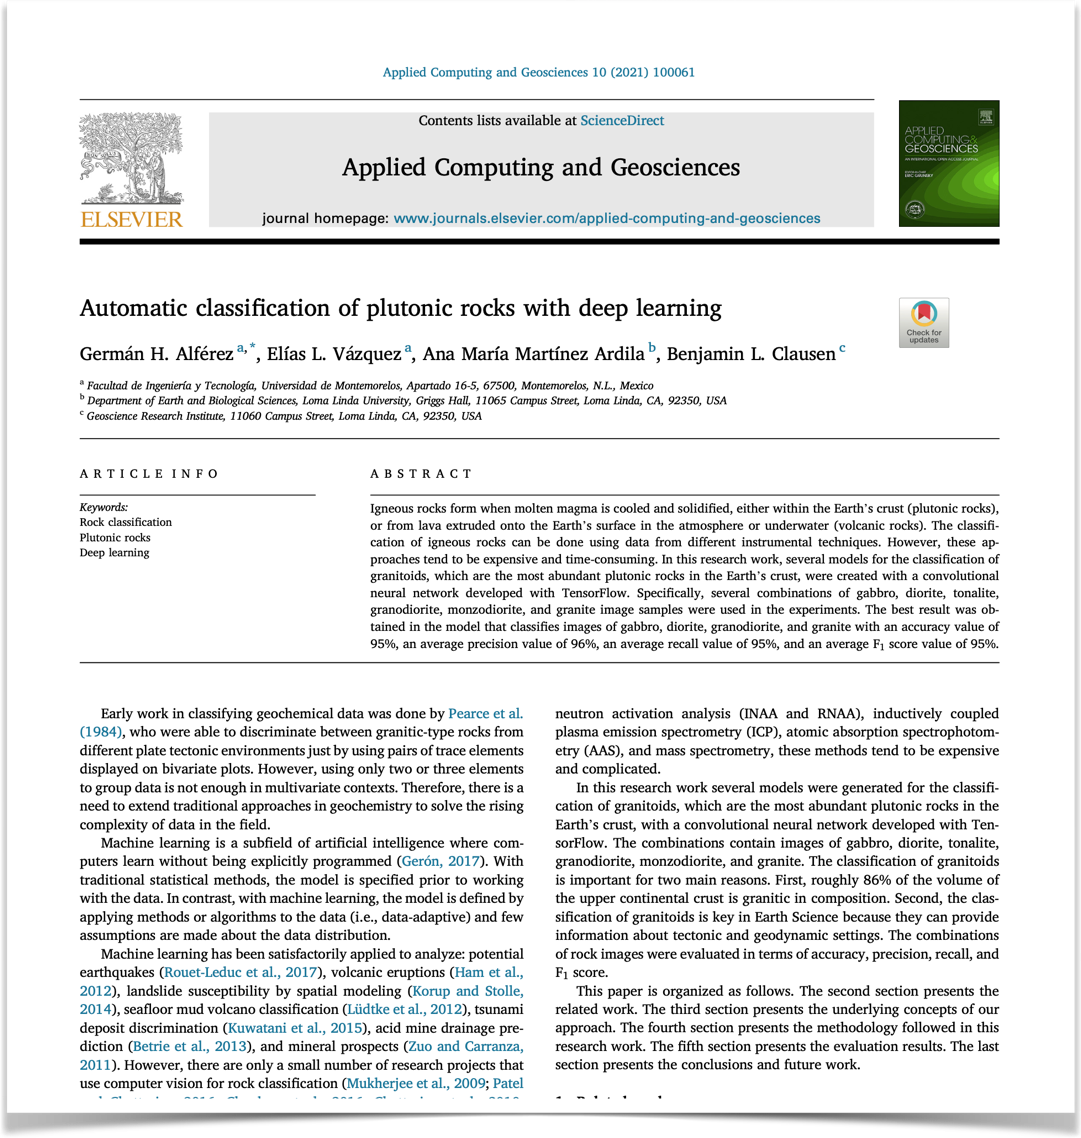 Applied Computing and Geosciences 10 (2021) 100061
Contents lists available at ScienceDirect
Applied Computing and Geosciences
journal homepage: www.journals.elsevier.com/applied-computing-and-geosciences
ELSEVIER
APPLIED
COMPUTING &
GEOSCIENCES
AN INTERNATIONAL OPEN ACCESS JOURNAL
Automatic classification of plutonic rocks with deep learning
Check for
updates
Germán H. Alférez a,*, Elías L. Vázquez a, Ana María Martínez Ardila b, Benjamin L. Clausen c
a Facultad de Ingeniería y Tecnología, Universidad de Montemorelos, Apartado 16-5, 67500, Montemorelos, N.L., Mexico
b Department of Earth and Biological Sciences, Loma Linda University, Griggs Hall, 11065 Campus Street, Loma Linda, CA, 92350, USA
c Geoscience Research Institute, 11060 Campus Street, Loma Linda, CA, 92350, USA
ARTICLE INFO
Keywords:
Rock classification
Plutonic rocks
Deep learning
ABSTRACT
Igneous rocks form when molten magma is cooled and solidified, either within the Earth's crust (plutonic rocks),
or from lava extruded onto the Earth's surface in the atmosphere or underwater (volcanic rocks). The classifi-
cation of igneous rocks can be done using data from different instrumental techniques. However, these ap-
proaches tend to be expensive and time-consuming. In this research work, several models for the classification of
granitoids, which are the most abundant plutonic rocks in the Earth's crust, were created with a convolutional
neural network developed with TensorFlow. Specifically, several combinations of gabbro, diorite, tonalite,
granodiorite, monzodiorite, and granite image samples were used in the experiments. The best result was ob-
tained in the model that classifies images of gabbro, diorite, granodiorite, and granite with an accuracy value of
95%, an average precision value of 96%, an average recall value of 95%, and an average F1 score value of 95%.
Early work in classifying geochemical data was done by Pearce et al.
(1984), who were able to discriminate between granitic-type rocks from
different plate tectonic environments just by using pairs of trace elements
displayed on bivariate plots. However, using only two or three elements
to group data is not enough in multivariate contexts. Therefore, there is a
need to extend traditional approaches in geochemistry to solve the rising
complexity of data in the field.
Machine learning is a subfield of artificial intelligence where com-
puters learn without being explicitly programmed (Gerón, 2017). With
traditional statistical methods, the model is specified prior to working
with the data. In contrast, with machine learning, the model is defined by
applying methods or algorithms to the data (i.e., data-adaptive) and few
assumptions are made about the data distribution.
Machine learning has been satisfactorily applied to analyze: potential
earthquakes (Rouet-Leduc et al., 2017), volcanic eruptions (Ham et al.,
2012), landslide susceptibility by spatial modeling (Korup and Stolle,
2014), seafloor mud volcano classification (Lüdtke et al., 2012), tsunami
deposit discrimination (Kuwatani et al., 2015), acid mine drainage pre-
diction (Betrie et al., 2013), and mineral prospects (Zuo and Carranza,
2011). However, there are only a small number of research projects that
use computer vision for rock classification (Mukherjee et al., 2009; Patel
neutron activation analysis (INAA and RNAA), inductively coupled
plasma emission spectrometry (ICP), atomic absorption spectrophotom-
etry (AAS), and mass spectrometry, these methods tend to be expensive
and complicated.
In this research work several models were generated for the classifi-
cation of granitoids, which are the most abundant plutonic rocks in the
Earth's crust, with a convolutional neural network developed with Ten-
sorFlow. The combinations contain images of gabbro, diorite, tonalite,
granodiorite, monzodiorite, and granite. The classification of granitoids
is important for two main reasons. First, roughly 86% of the volume of
the upper continental crust is granitic in composition. Second, the clas-
sification of granitoids is key in Earth Science because they can provide
information about tectonic and geodynamic settings. The combinations
of rock images were evaluated in terms of accuracy, precision, recall, and
F1 score.
This paper is organized as follows. The second section presents the
related work. The third section presents the underlying concepts of our
approach. The fourth section presents the methodology followed in this
research work. The fifth section presents the evaluation results. The last
section presents the conclusions and future work.